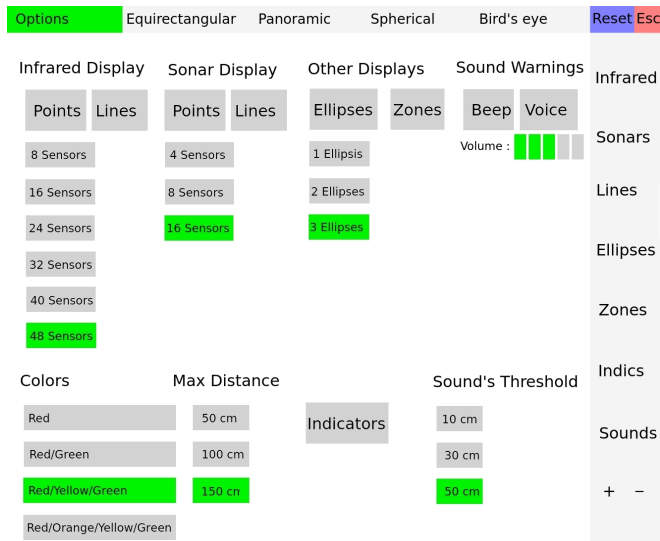 Options Equirectangular Panoramic Spherical Bird's eye Reset Esc
Infrared Display Sonar Display Other Displays Sound Warnings
Infrared
Points Lines Points Lines Ellipses Zones Beep Voice
Sonars
Volume :
8 Sensors 4 Sensors 1 Ellipsis
16 Sensors 8 Sensors 2 Ellipses
Lines
24 Sensors 16 Sensors 3 Ellipses
Ellipses
32 Sensors
40 Sensors
Zones
48 Sensors
Indics
Colors Max Distance Sound's Threshold
Red 50 cm Indicators 10 cm
Sounds
Red/Green 100 cm 30 cm
Red/Yellow/Green 150 cm 50 cm
+ -
Red/Orange/Yellow/Green